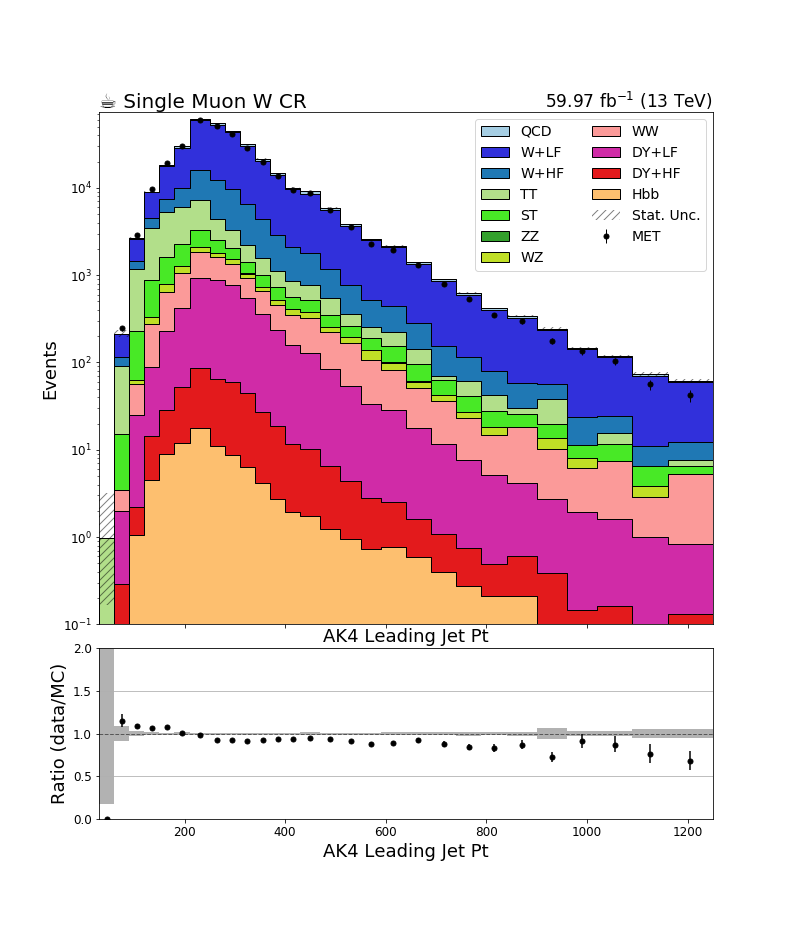 ☕ Single Muon W CR
59.97 fb⁻¹ (13 TeV)
QCD
W+LF
W+HF
TT
ST
ZZ
WZ
WW
DY+LF
DY+HF
Hbb
Stat. Unc.
MET
Events
10⁴
10³
10²
10¹
10⁰
10⁻¹
AK4 Leading Jet Pt
Ratio (data/MC)
2.0
1.5
1.0
0.5
0.0
200 400 600 800 1000 1200
AK4 Leading Jet Pt